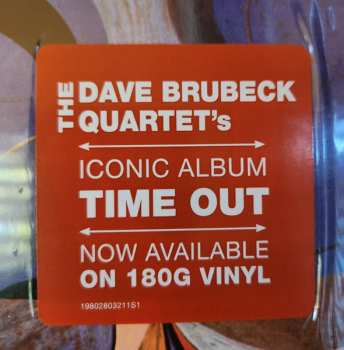 THE DAVE BRUBECK
QUARTET's
ICONIC ALBUM
TIME OUT
NOW AVAILABLE
ON 180G VINYL
19802803211S1